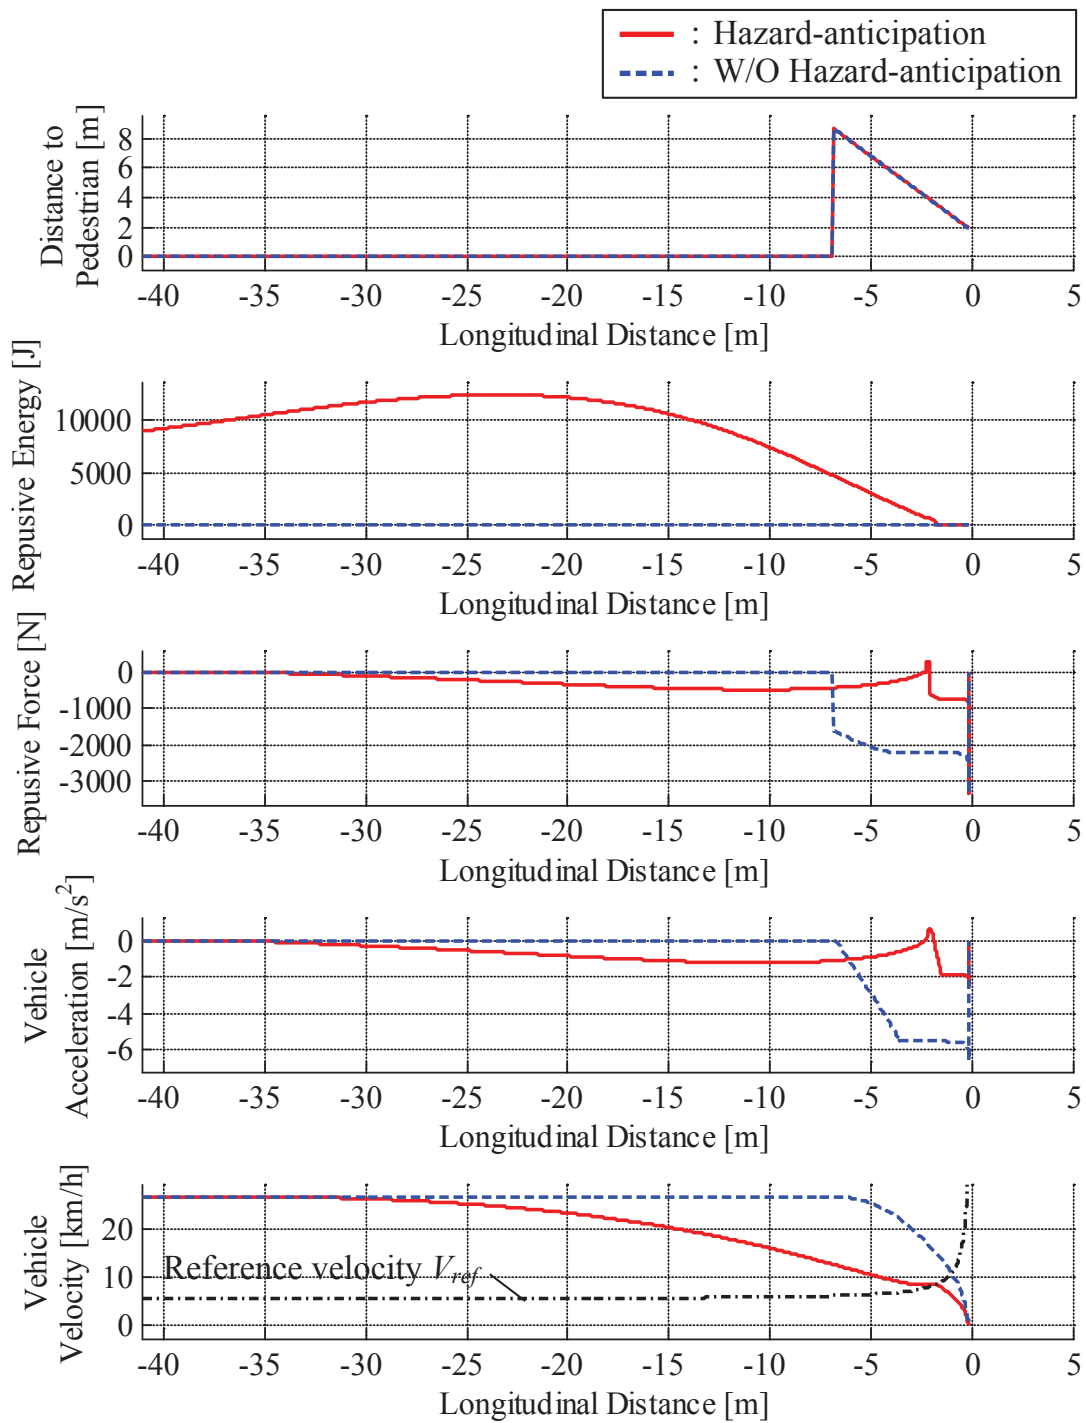 : Hazard-anticipation
: W/O Hazard-anticipation
Distance to
Pedestrian [m]
8
6
4
2
0
-40 -35 -30 -25 -20 -15 -10 -5 0 5
Longitudinal Distance [m]
Repusive Energy [J]
10000
5000
0
-40 -35 -30 -25 -20 -15 -10 -5 0 5
Longitudinal Distance [m]
Repusive Force [N]
0
-1000
-2000
-3000
-40 -35 -30 -25 -20 -15 -10 -5 0 5
Longitudinal Distance [m]
Vehicle
Acceleration [m/s²]
0
-2
-4
-6
-40 -35 -30 -25 -20 -15 -10 -5 0 5
Longitudinal Distance [m]
Vehicle
Velocity [km/h]
20
10
0
Reference velocity Vref
-40 -35 -30 -25 -20 -15 -10 -5 0 5
Longitudinal Distance [m]